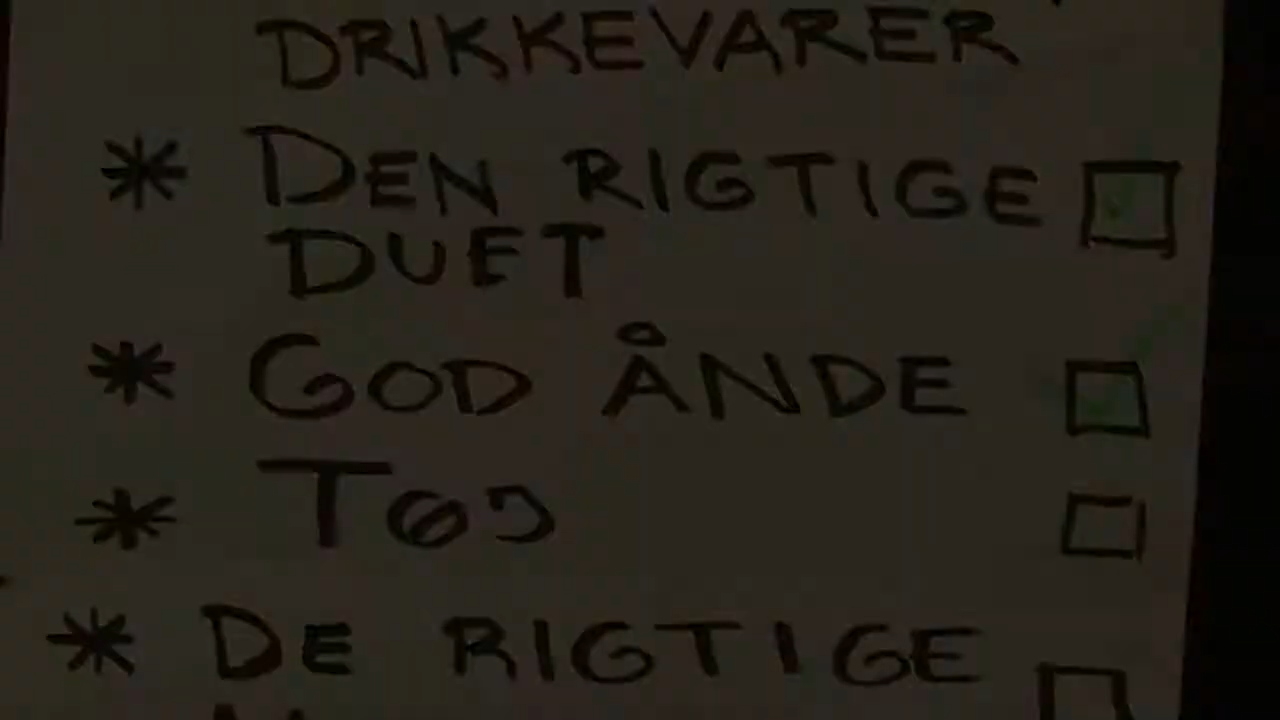 DRIKKEVARER
* DEN RIGTIGE
DUET
* GOD ÅNDE
* TØJ
* DE RIGTIGE